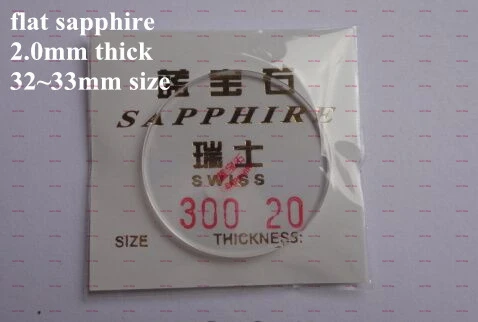 flat sapphire
2.0mm thick
32~33mm size
蓝宝石
SAPPHIRE
瑞士
SWISS
300 20
SIZE THICKNESS: